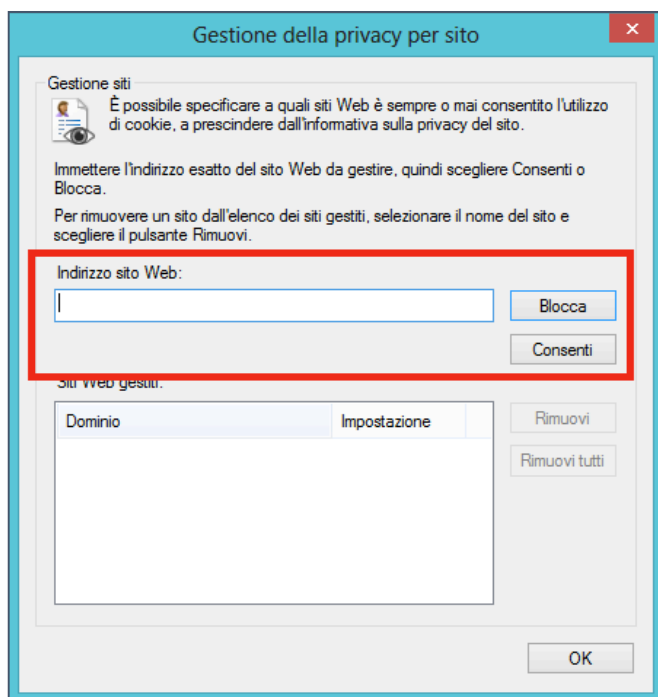 Gestione della privacy per sito
Gestione siti
È possibile specificare a quali siti Web è sempre o mai consentito l'utilizzo
di cookie, a prescindere dall'informativa sulla privacy del sito.
Immettere l'indirizzo esatto del sito Web da gestire, quindi scegliere Consenti o
Blocca.
Per rimuovere un sito dall'elenco dei siti gestiti, selezionare il nome del sito e
scegliere il pulsante Rimuovi.
Indirizzo sito Web:
Blocca
Consenti
Siti Web gestiti:
Dominio
Impostazione
Rimuovi
Rimuovi tutti
OK